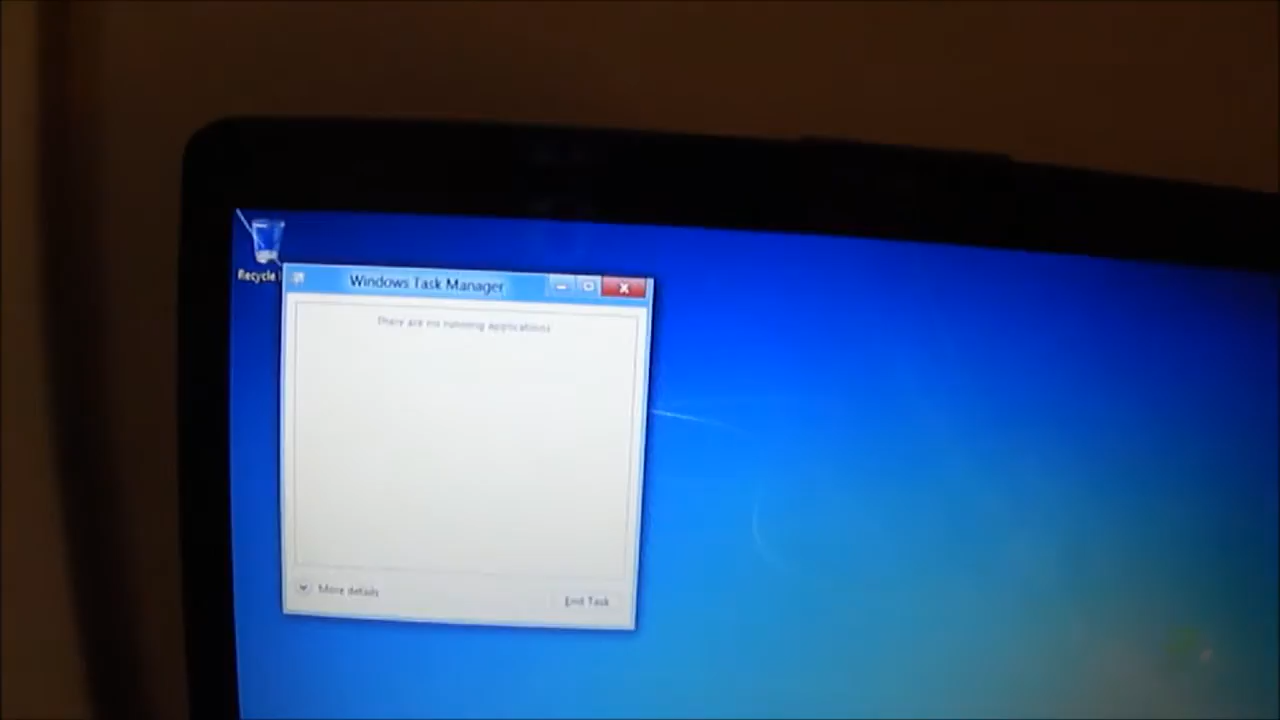 Recycle
Windows Task Manager
There are no running applications
More details
End Task